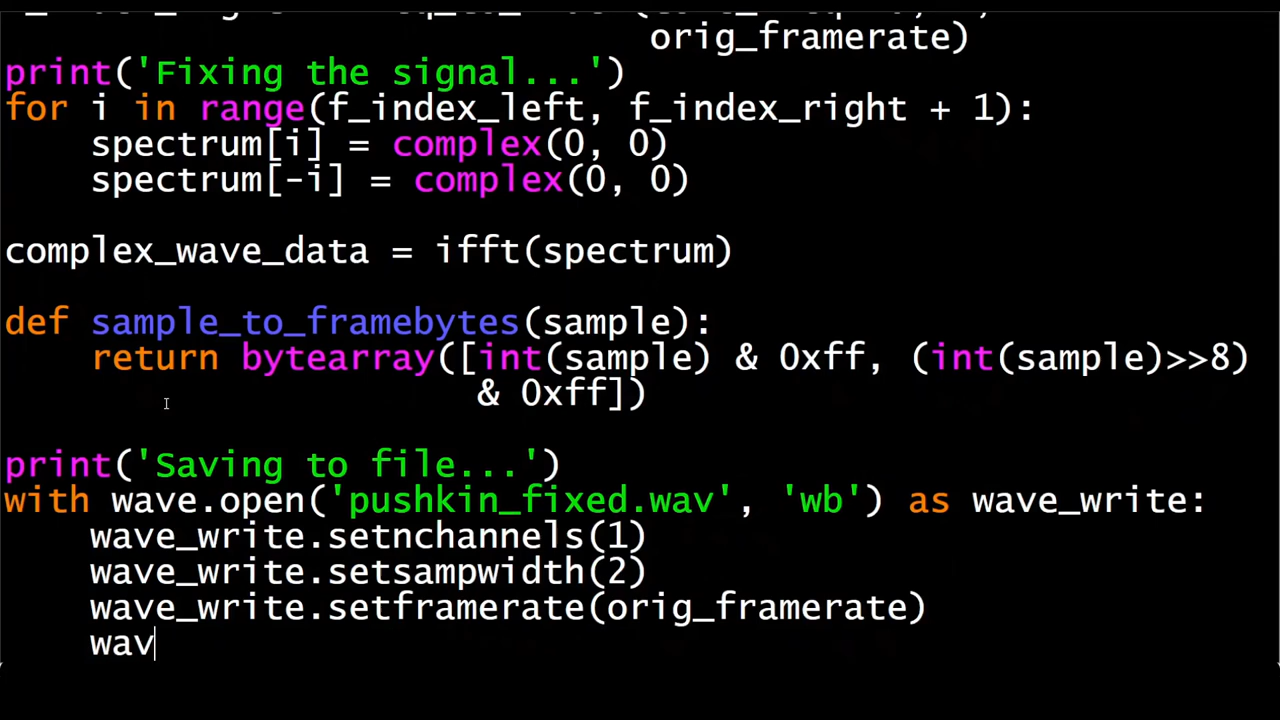 orig_framerate)
print('Fixing the signal...')
for i in range(f_index_left, f_index_right + 1):
    spectrum[i] = complex(0, 0)
    spectrum[-i] = complex(0, 0)
complex_wave_data = ifft(spectrum)
def sample_to_framebytes(sample):
    return bytearray([int(sample) & 0xff, (int(sample)>>8)
                      & 0xff])
print('Saving to file...')
with wave.open('pushkin_fixed.wav', 'wb') as wave_write:
    wave_write.setnchannels(1)
    wave_write.setsampwidth(2)
    wave_write.setframerate(orig_framerate)
    wav